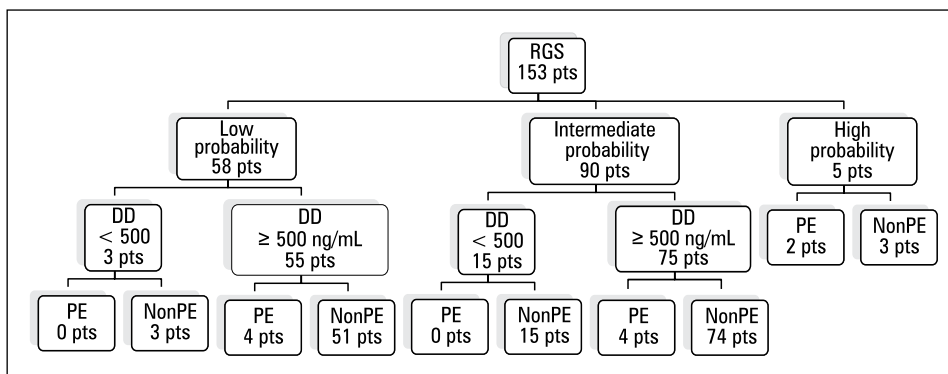 RGS
153 pts
Low
probability
58 pts
Intermediate
probability
90 pts
High
probability
5 pts
DD
< 500
3 pts
DD
≥ 500 ng/mL
55 pts
DD
< 500
15 pts
DD
≥ 500 ng/mL
75 pts
PE
2 pts
NonPE
3 pts
PE
0 pts
NonPE
3 pts
PE
4 pts
NonPE
51 pts
PE
0 pts
NonPE
15 pts
PE
4 pts
NonPE
74 pts